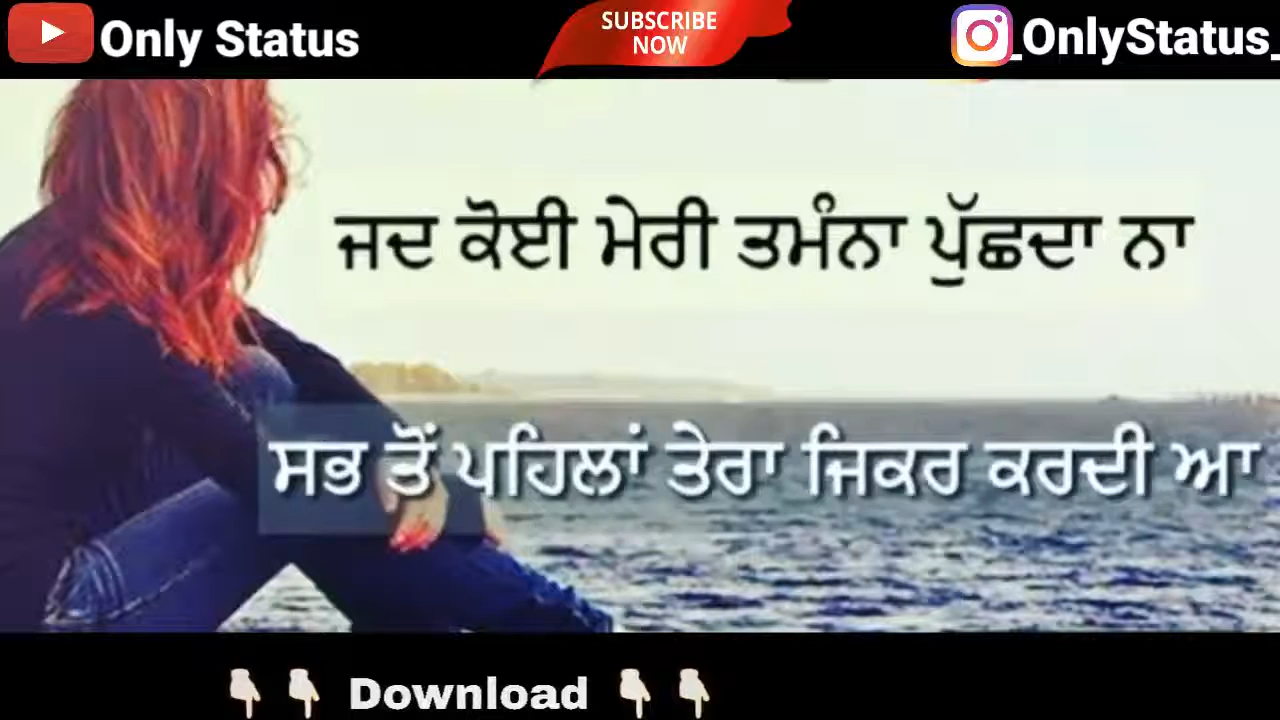 Only Status
SUBSCRIBE
NOW
_OnlyStatus_
ਜਦ ਕੋਈ ਮੇਰੀ ਤਮੰਨਾ ਪੁੱਛਦਾ ਨਾ
ਸਭ ਤੋਂ ਪਹਿਲਾਂ ਤੇਰਾ ਜਿਕਰ ਕਰਦੀ ਆ
👇🏻 👇🏻 Download 👇🏻 👇🏻